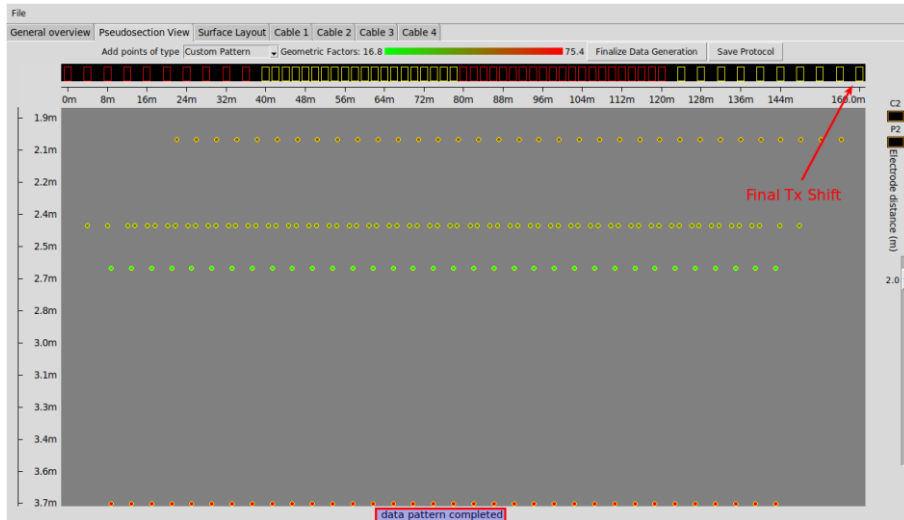 File
General overview Pseudosection View Surface Layout Cable 1 Cable 2 Cable 3 Cable 4
Add points of type Custom Pattern Geometric Factors: 16.8 75.4 Finalize Data Generation Save Protocol
0m 8m 16m 24m 32m 40m 48m 56m 64m 72m 80m 88m 96m 104m 112m 120m 128m 136m 144m 160.0m
C2
P2
Electrode distance (m)
2.0
1.9m
2.1m
2.2m
2.4m
2.5m
2.7m
2.8m
3.0m
3.1m
3.3m
3.4m
3.6m
3.7m
Final Tx Shift
data pattern completed